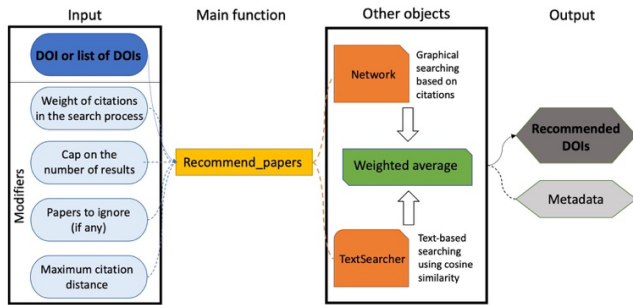 Input
Main function
Other objects
Output
DOI or list of DOIs
Modifiers
Weight of citations
in the search process
Cap on the
number of results
Papers to ignore
(if any)
Maximum citation
distance
Recommend_papers
Network
Graphical
searching
based on
citations
Weighted average
TextSearcher
Text-based
searching
using cosine
similarity
Recommended
DOIs
Metadata